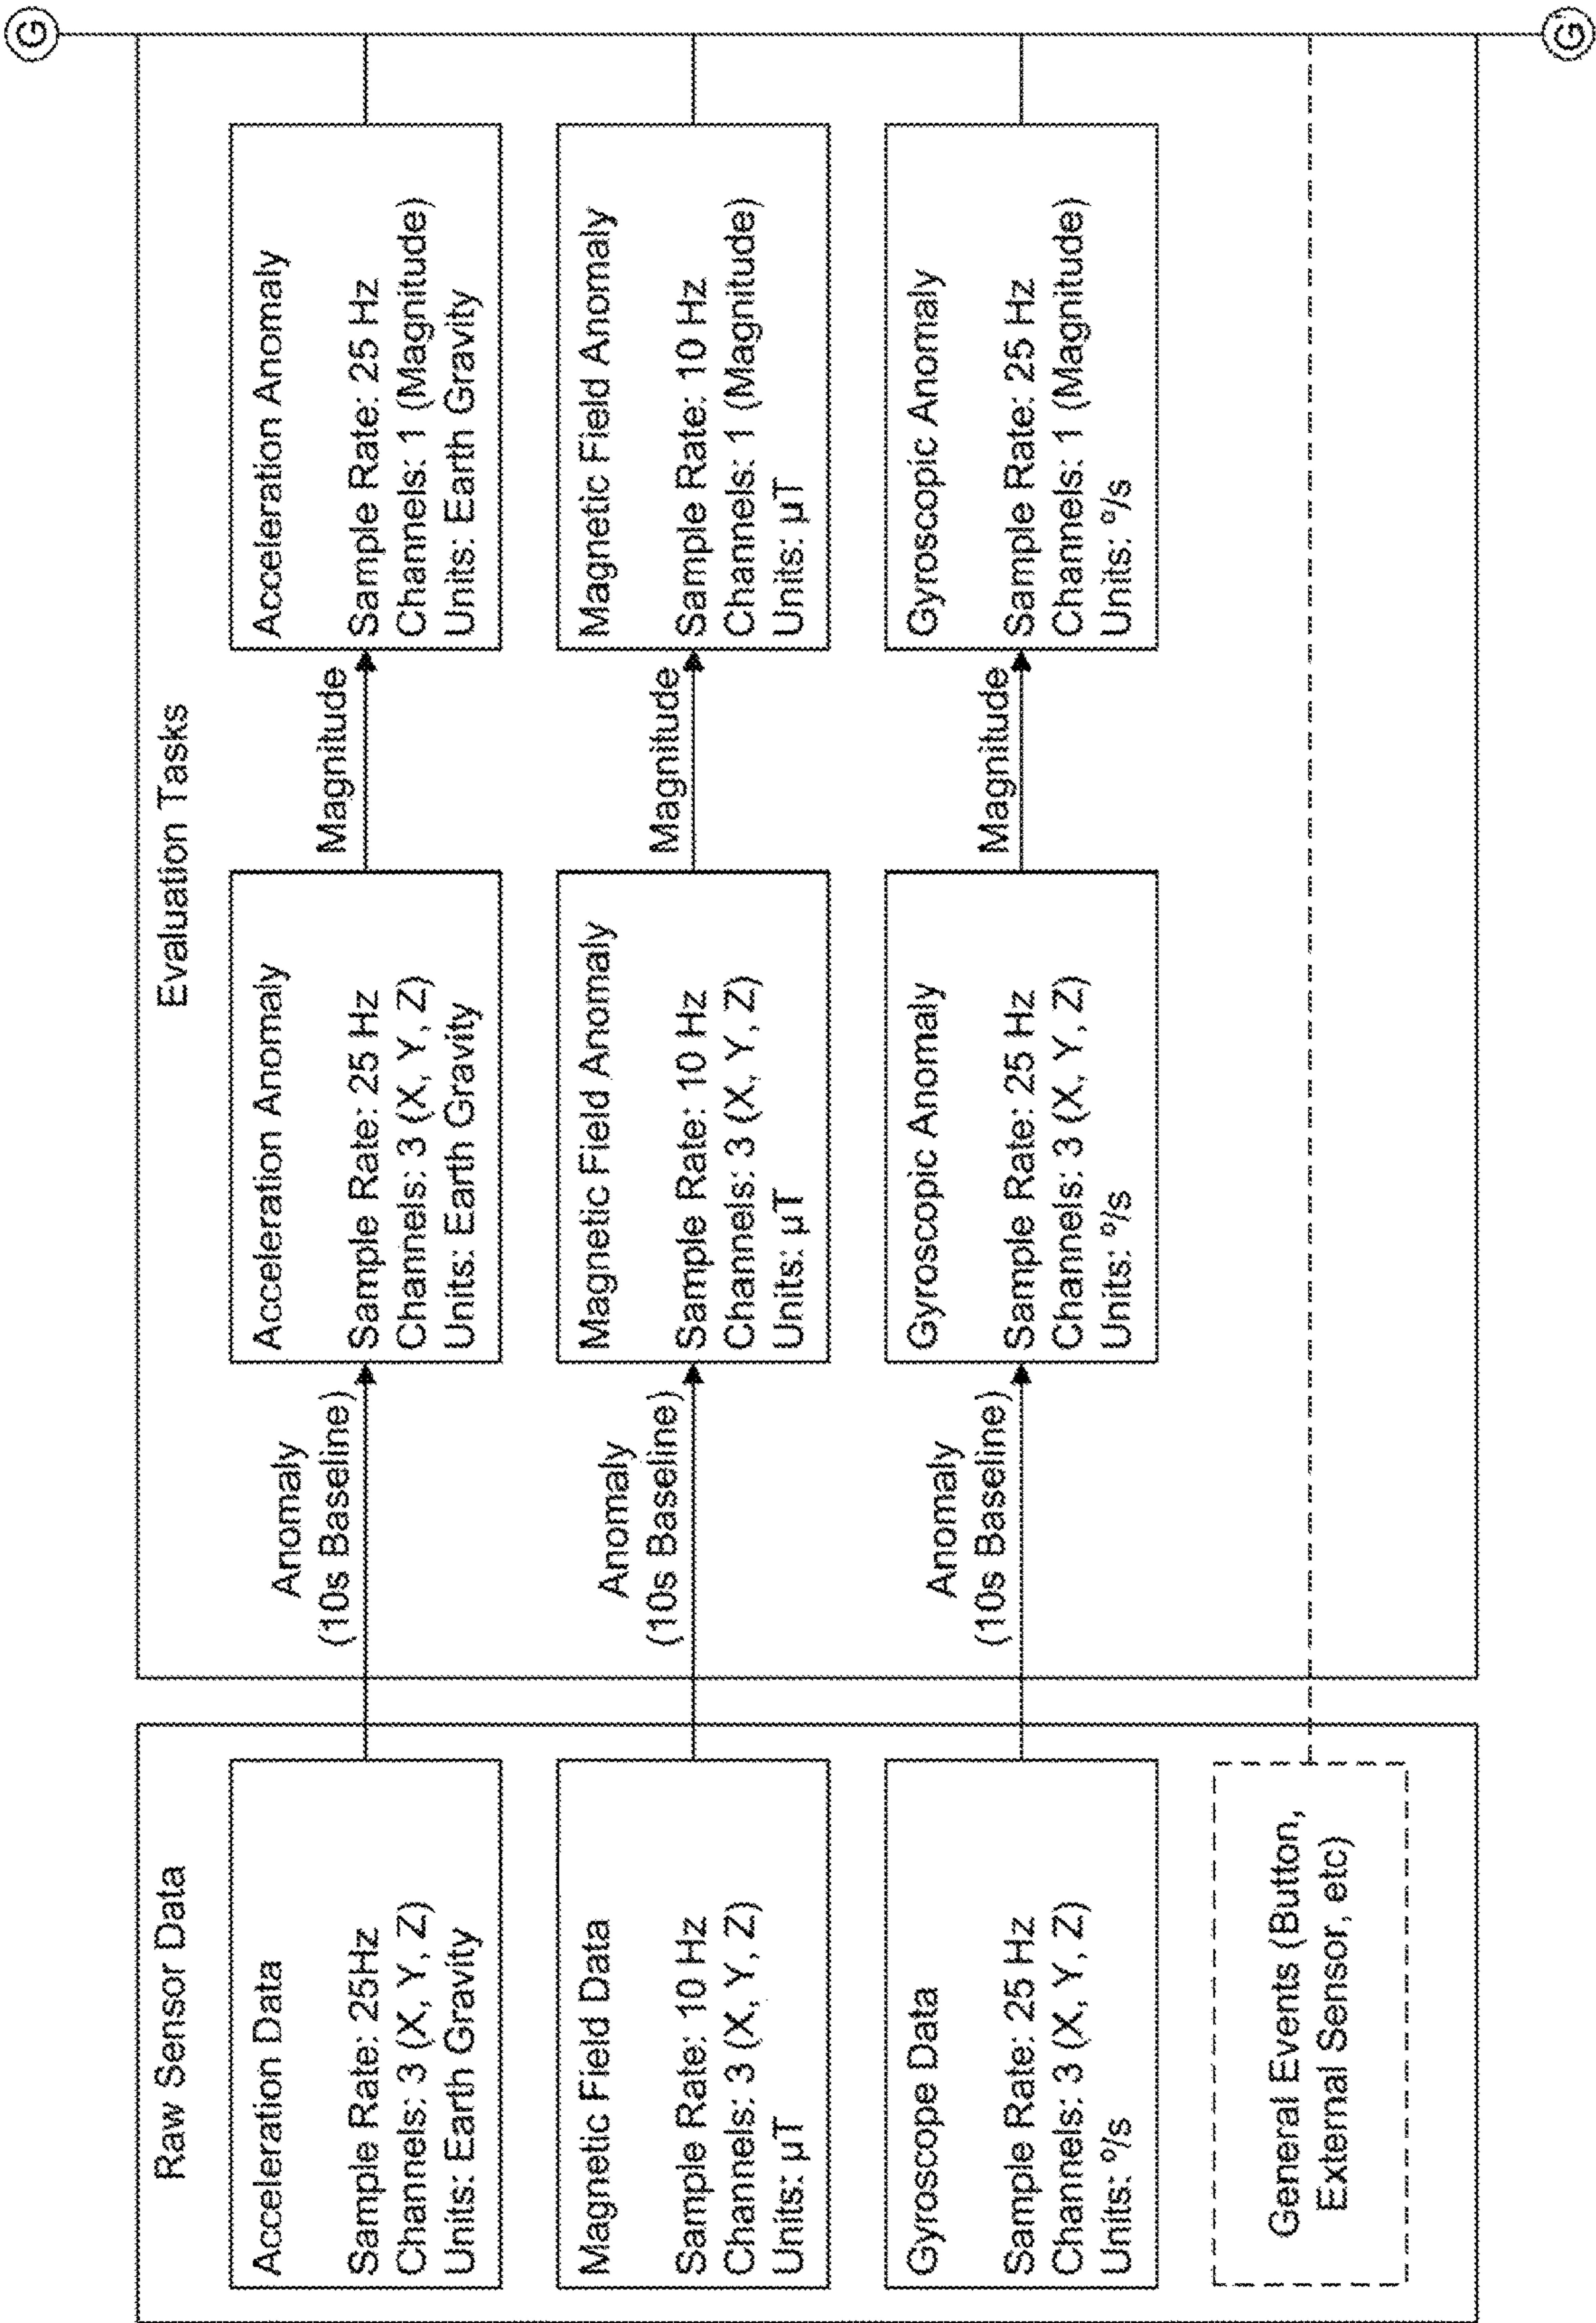 Raw Sensor Data
Acceleration Data
Sample Rate: 25Hz
Channels: 3 (X, Y, Z)
Units: Earth Gravity
Magnetic Field Data
Sample Rate: 10 Hz
Channels: 3 (X, Y, Z)
Units: µT
Gyroscope Data
Sample Rate: 25 Hz
Channels: 3 (X, Y, Z)
Units: º/s
General Events (Button,
External Sensor, etc)
Evaluation Tasks
Anomaly
(10s Baseline)
Acceleration Anomaly
Sample Rate: 25 Hz
Channels: 3 (X, Y, Z)
Units: Earth Gravity
Magnitude
Acceleration Anomaly
Sample Rate: 25 Hz
Channels: 1 (Magnitude)
Units: Earth Gravity
Anomaly
(10s Baseline)
Magnetic Field Anomaly
Sample Rate: 10 Hz
Channels: 3 (X, Y, Z)
Units: µT
Magnitude
Magnetic Field Anomaly
Sample Rate: 10 Hz
Channels: 1 (Magnitude)
Units: µT
Anomaly
(10s Baseline)
Gyroscopic Anomaly
Sample Rate: 25 Hz
Channels: 3 (X, Y, Z)
Units: º/s
Magnitude
Gyroscopic Anomaly
Sample Rate: 25 Hz
Channels: 1 (Magnitude)
Units: º/s
G
G'